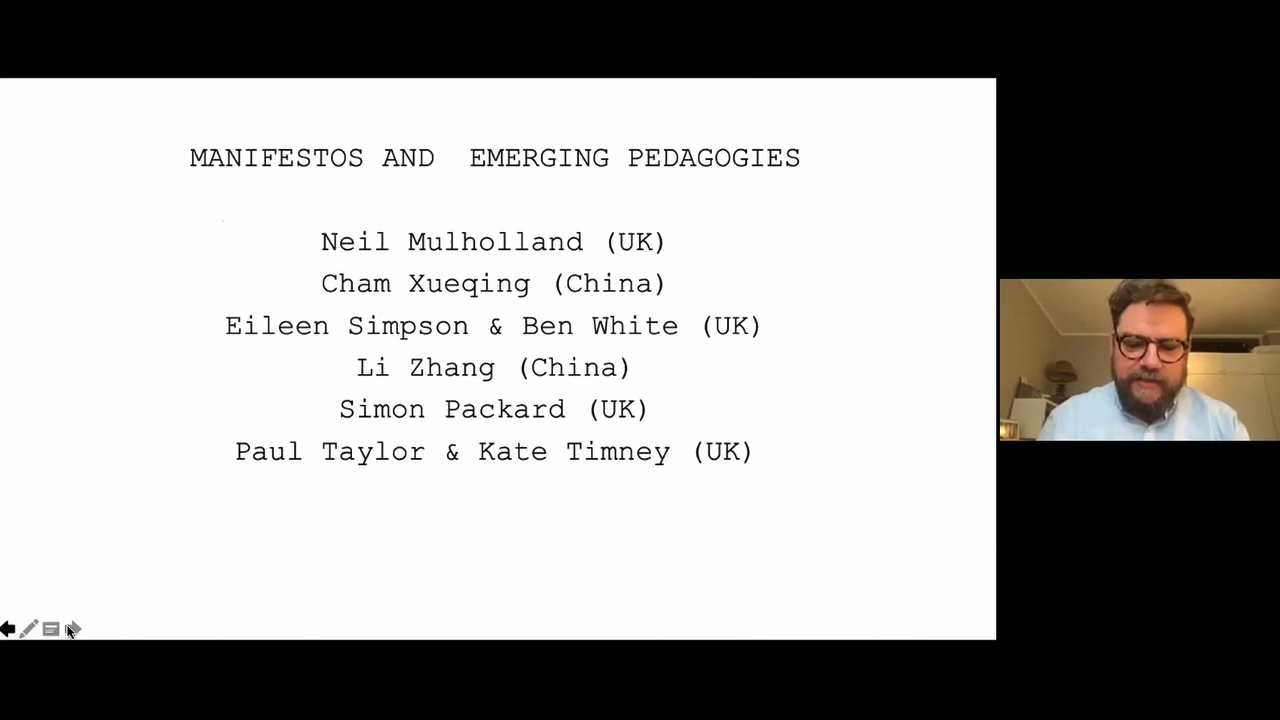 MANIFESTOS AND  EMERGING PEDAGOGIES
Neil Mulholland (UK)
Cham Xueqing (China)
Eileen Simpson & Ben White (UK)
Li Zhang (China)
Simon Packard (UK)
Paul Taylor & Kate Timney (UK)